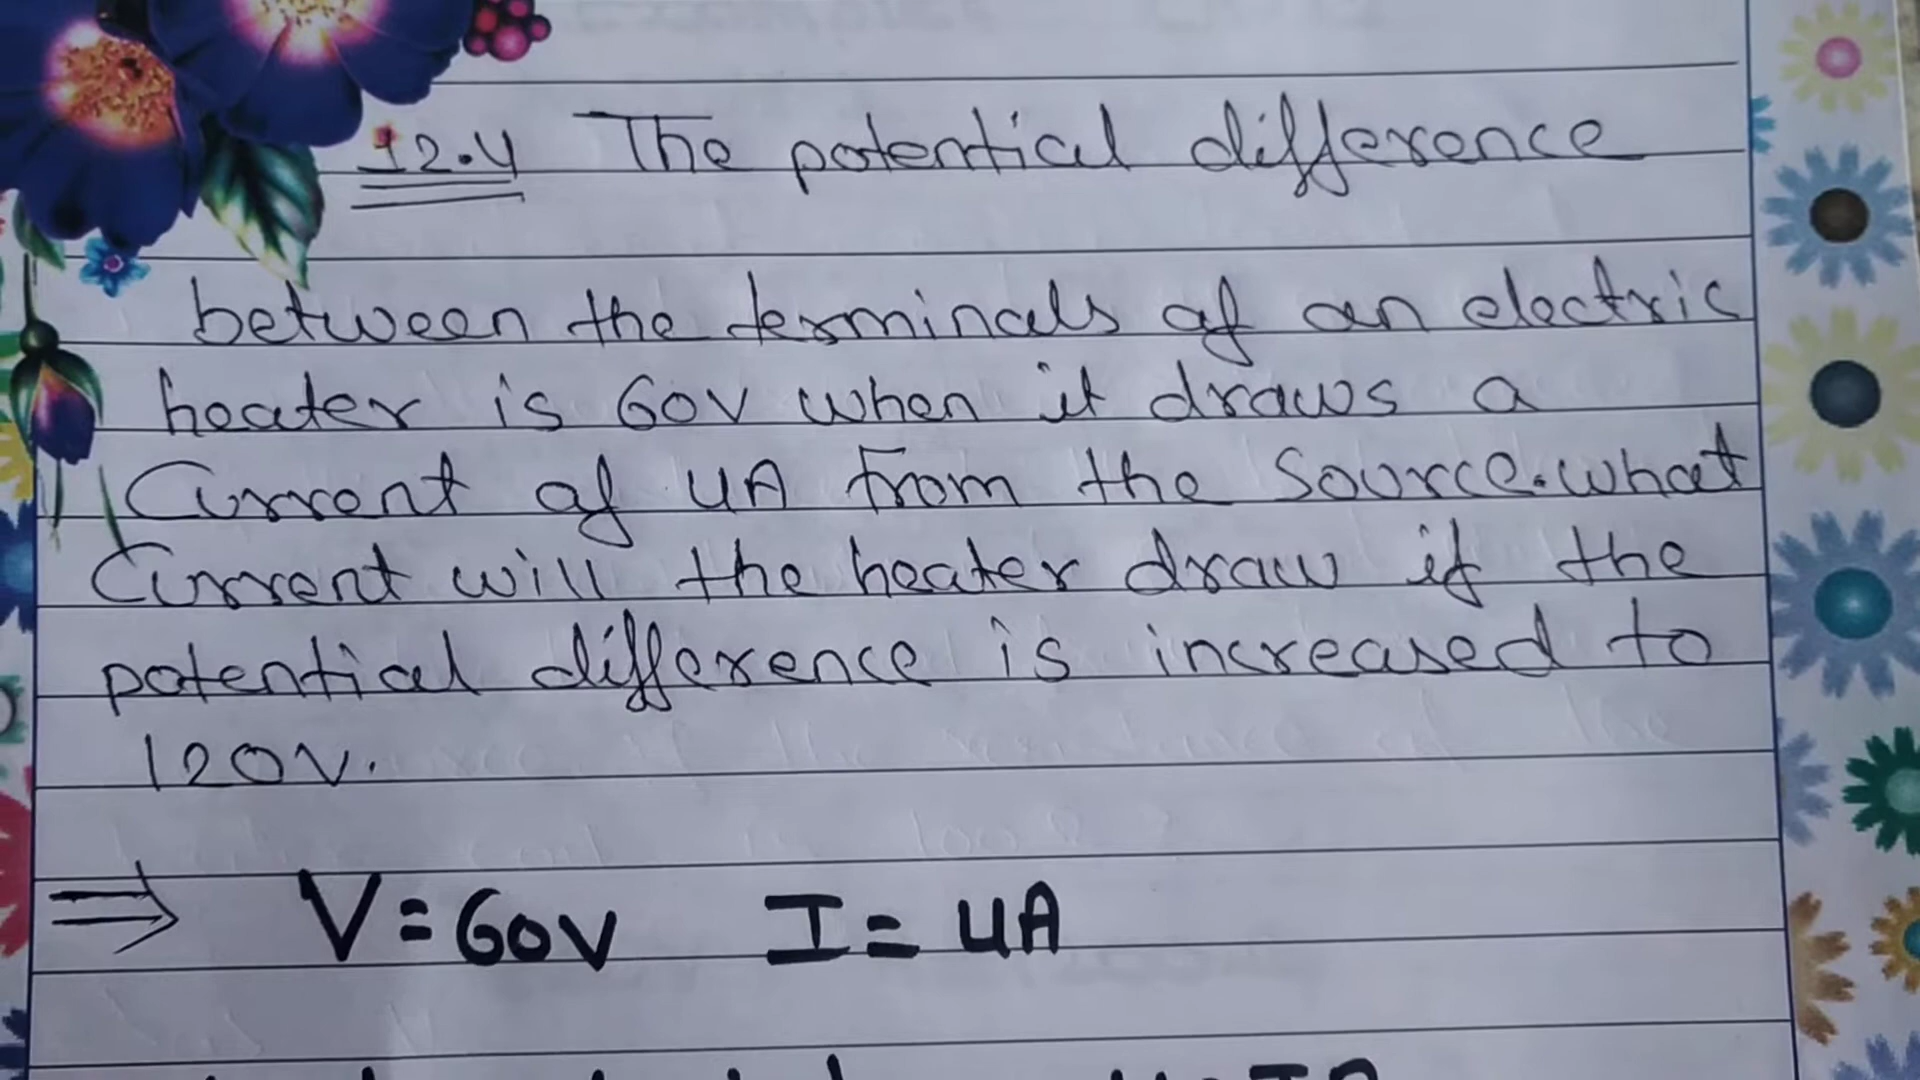 12.4 The potential difference
between the terminals of an electric
heater is 60V when it draws a
Current of 4A from the source. what
Current will the heater draw if the
potential difference is increased to
120V.
⇒ V = 60V I = 4A